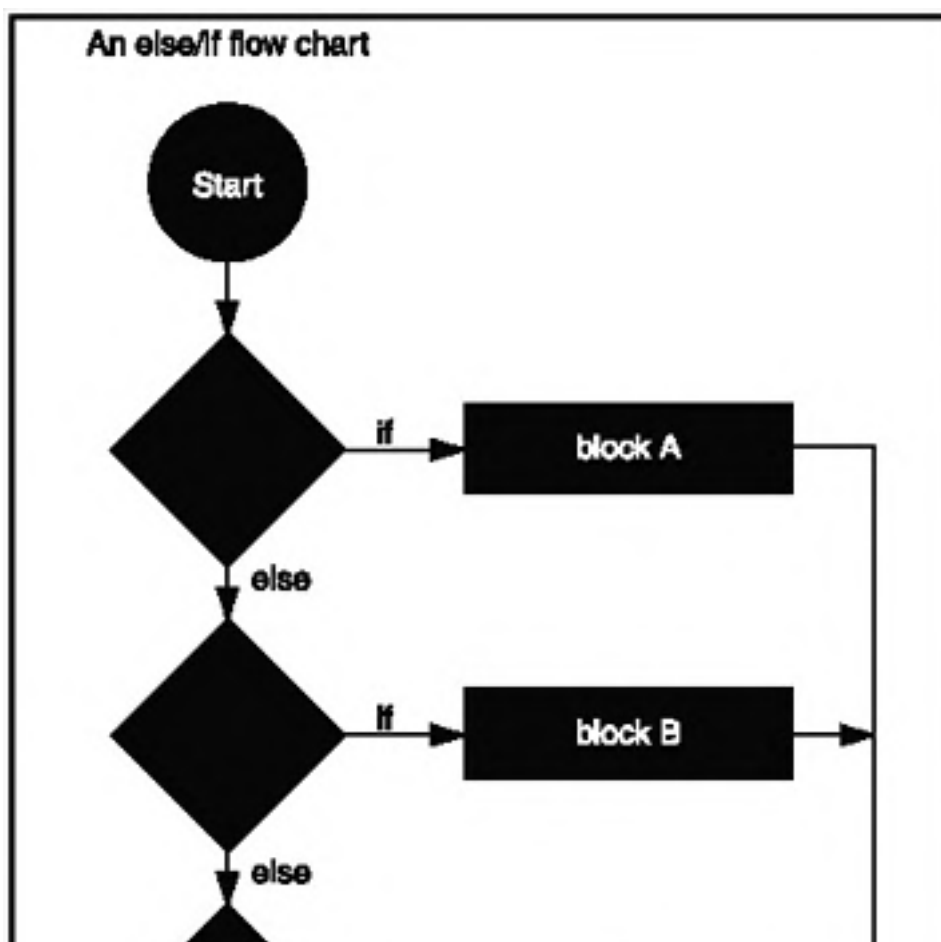 An else/if flow chart
Start
if
block A
else
if
block B
else